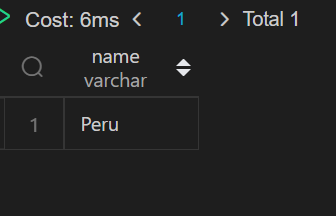 Cost: 6ms < 1 > Total 1
name
varchar
1 Peru